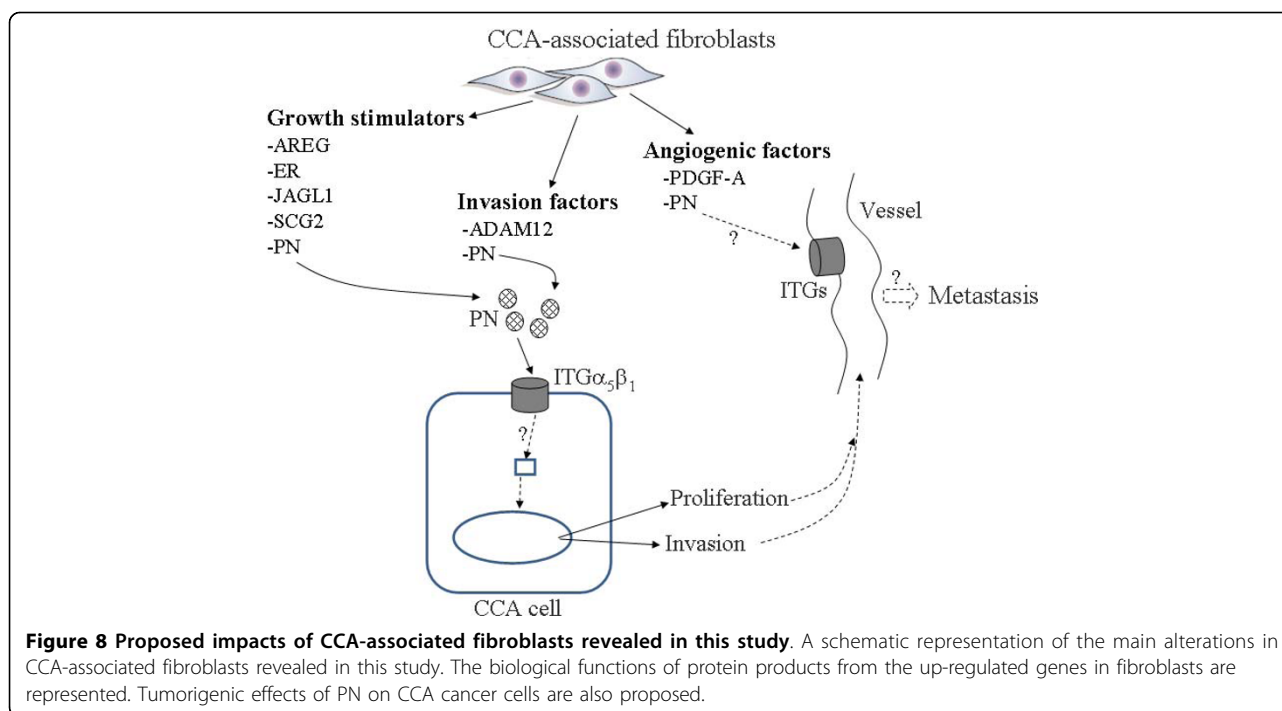 CCA-associated fibroblasts
Growth stimulators
-AREG
-ER
-JAGL1
-SCG2
-PN
Invasion factors
-ADAM12
-PN
Angiogenic factors
-PDGF-A
-PN
?
Vessel
ITGs
?
Metastasis
PN
ITGα₅β₁
?
Proliferation
Invasion
CCA cell
Figure 8 Proposed impacts of CCA-associated fibroblasts revealed in this study. A schematic representation of the main alterations in
CCA-associated fibroblasts revealed in this study. The biological functions of protein products from the up-regulated genes in fibroblasts are
represented. Tumorigenic effects of PN on CCA cancer cells are also proposed.